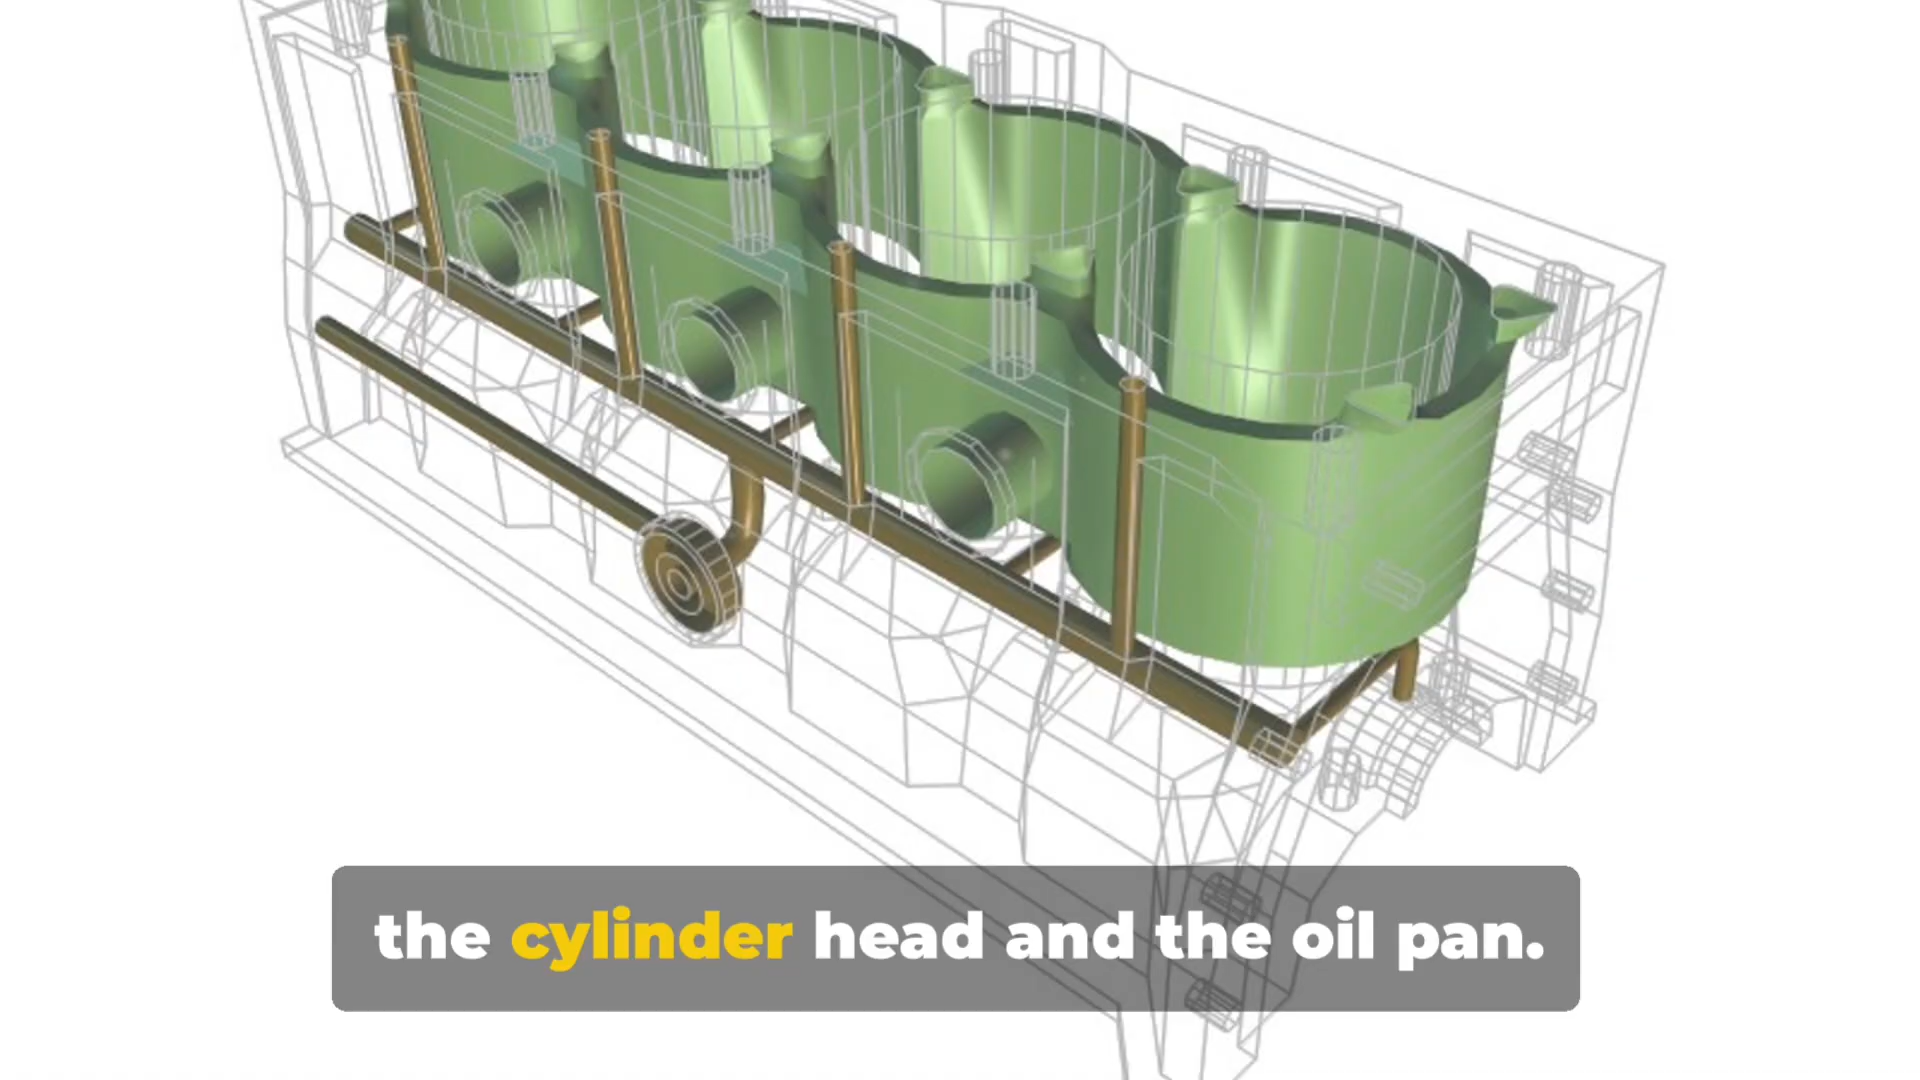 the cylinder head and the oil pan.